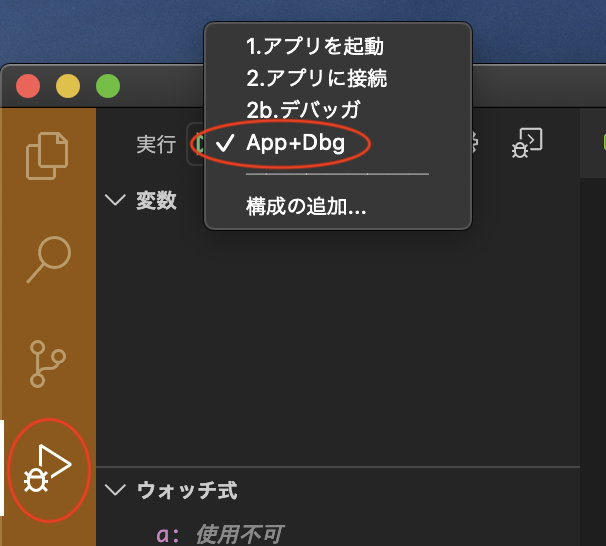 1.アプリを起動
2.アプリに接続
2b.デバッガ
App+Dbg
構成の追加...
実行
変数
ウォッチ式
a: 使用不可